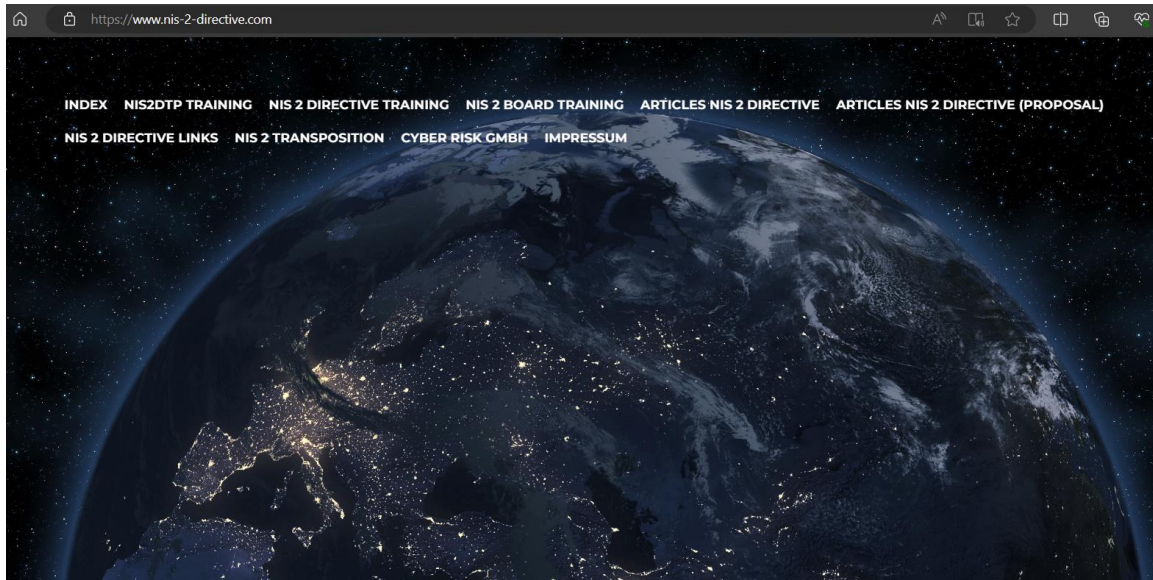 https://www.nis-2-directive.com
INDEX NIS2DTP TRAINING NIS 2 DIRECTIVE TRAINING NIS 2 BOARD TRAINING ARTICLES NIS 2 DIRECTIVE ARTICLES NIS 2 DIRECTIVE (PROPOSAL)
NIS 2 DIRECTIVE LINKS NIS 2 TRANSPOSITION CYBER RISK GMBH IMPRESSUM